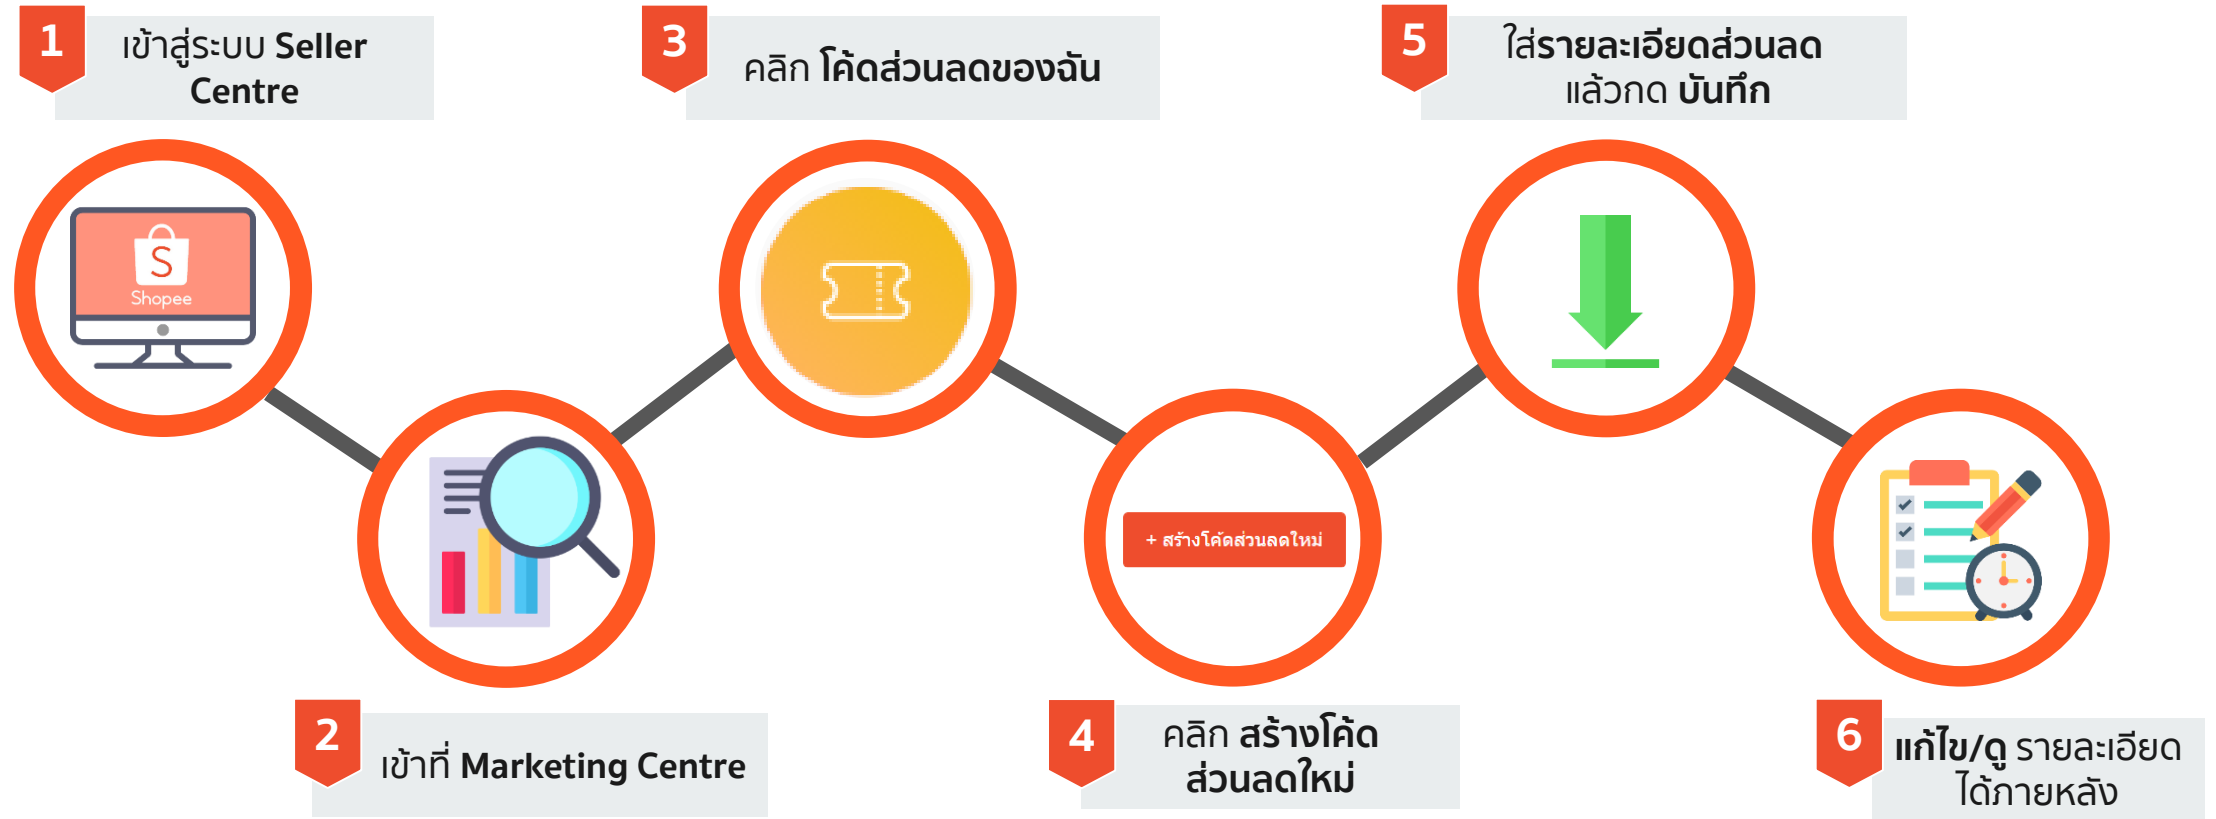 1
เข้าสู่ระบบ Seller
Centre
S
Shopee
2
เข้าที่ Marketing Centre
3
คลิก โค้ดส่วนลดของฉัน
4
คลิก สร้างโค้ด
ส่วนลดใหม่
+ สร้างโค้ดส่วนลดใหม่
5
ใส่รายละเอียดส่วนลด
แล้วกด บันทึก
6
แก้ไข/ดู รายละเอียด
ได้ภายหลัง